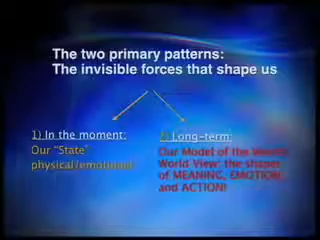 The two primary patterns:
The invisible forces that shape us
1) In the moment:
Our "State"
physical/emotional
2) Long-term:
Our Model of the World/
World View: the shaper
of MEANING, EMOTION,
and ACTION!